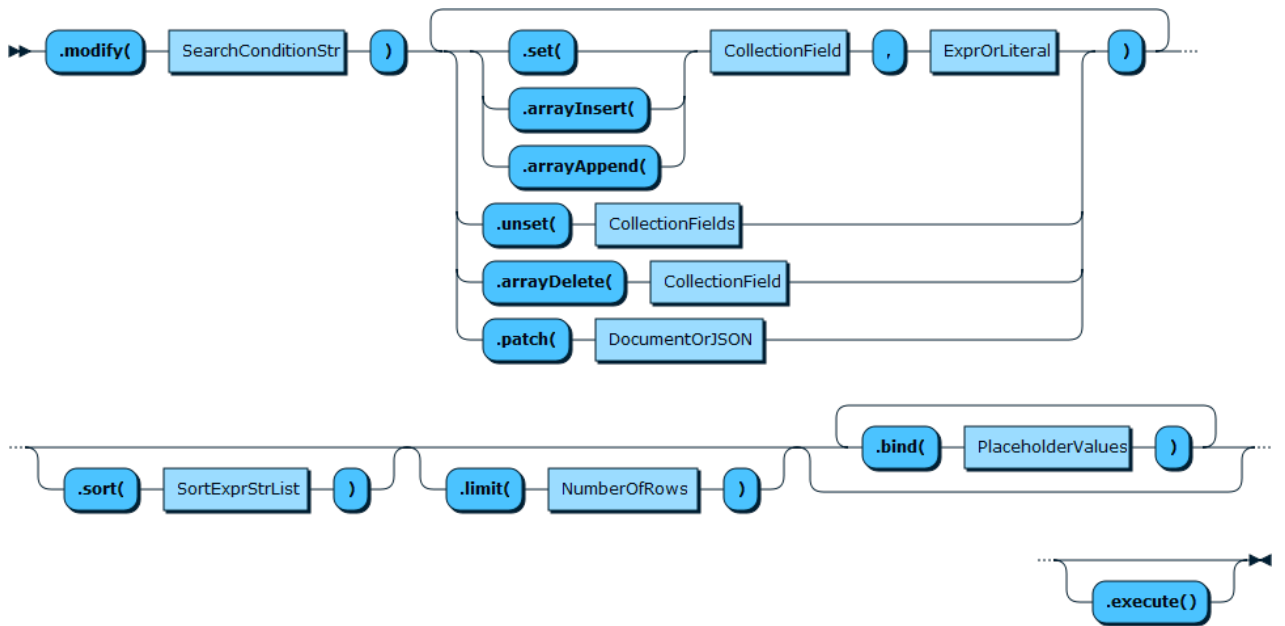 .modify( SearchConditionStr ) .set( CollectionField , ExprOrLiteral )
.arrayInsert(
.arrayAppend(
.unset( CollectionFields
.arrayDelete( CollectionField
.patch( DocumentOrJSON
.bind( PlaceholderValues )
.sort( SortExprStrList ) .limit( NumberOfRows )
.execute()